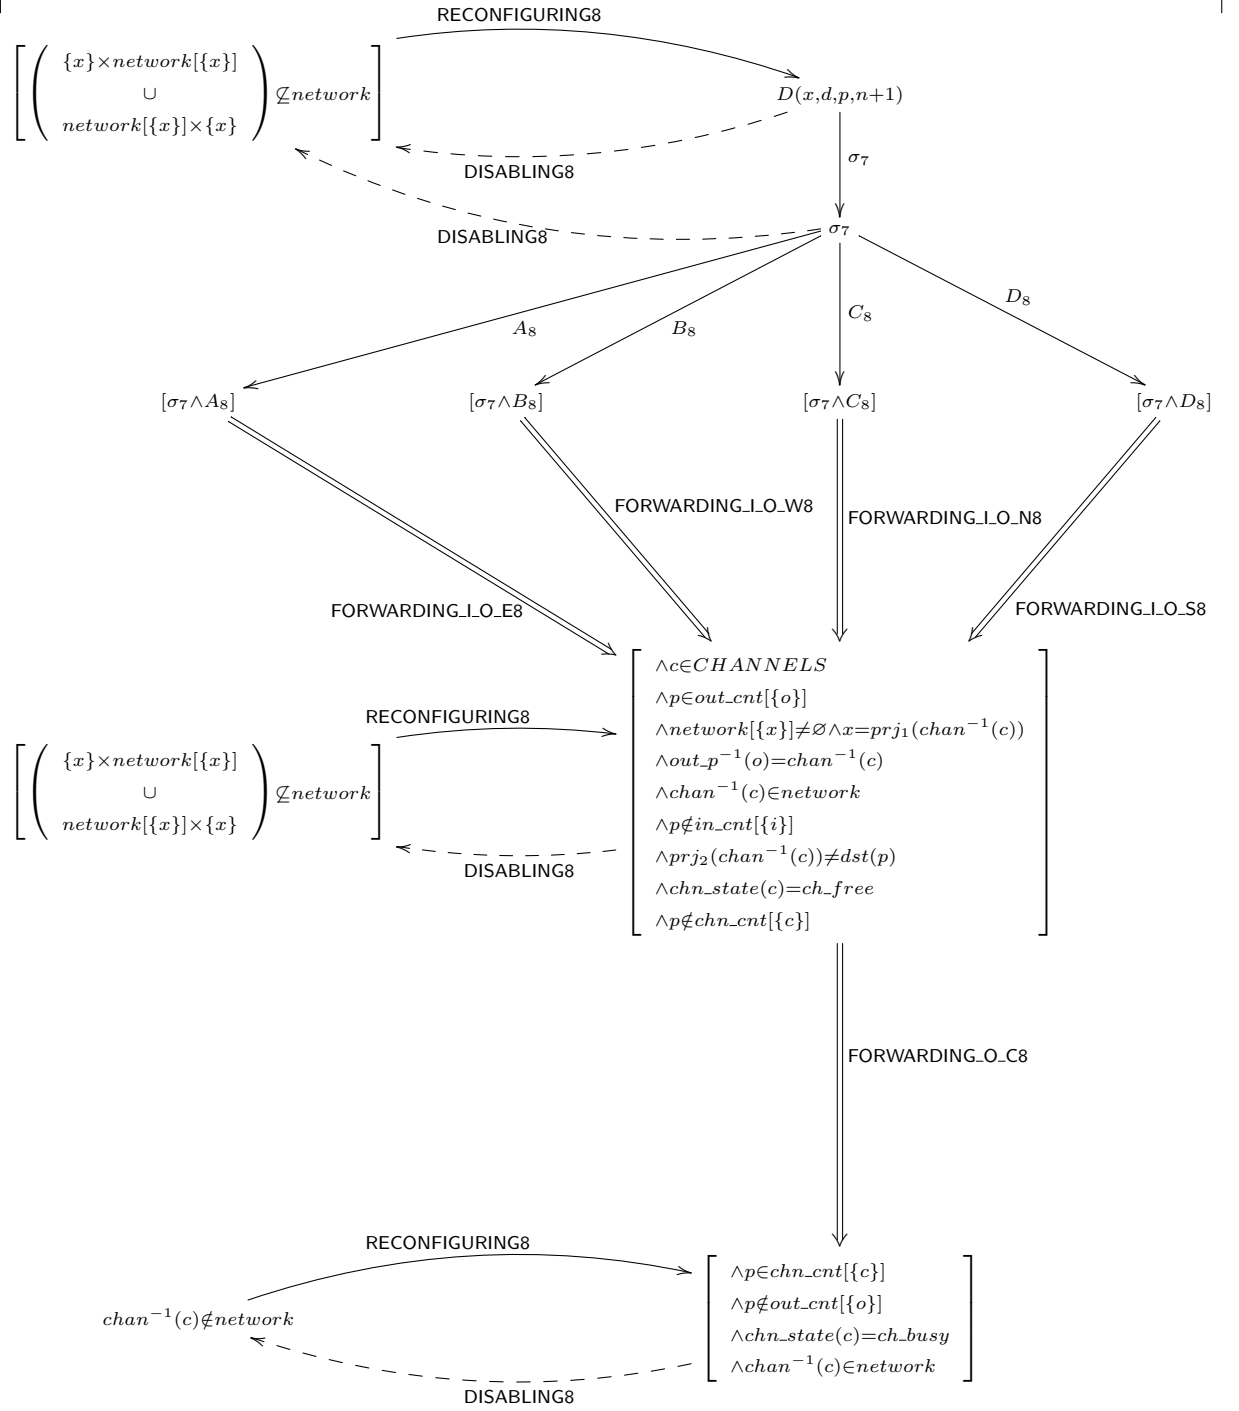 RECONFIGURING8
{x}×network[{x}]
∪
network[{x}]×{x}
⊈network
D(x,d,p,n+1)
DISABLING8
σ₇
DISABLING8
σ₇
A₈
B₈
C₈
D₈
[σ₇∧A₈]
[σ₇∧B₈]
[σ₇∧C₈]
[σ₇∧D₈]
FORWARDING_I_O_W8
FORWARDING_I_O_N8
FORWARDING_I_O_E8
FORWARDING_I_O_S8
RECONFIGURING8
{x}×network[{x}]
∪
network[{x}]×{x}
⊈network
DISABLING8
∧c∈CHANNELS
∧p∈out_cnt[{o}]
∧network[{x}]≠∅∧x=prj₁(chan⁻¹(c))
∧out_p⁻¹(o)=chan⁻¹(c)
∧chan⁻¹(c)∈network
∧p∉in_cnt[{i}]
∧prj₂(chan⁻¹(c))≠dst(p)
∧chn_state(c)=ch_free
∧p∉chn_cnt[{c}]
FORWARDING_O_C8
RECONFIGURING8
chan⁻¹(c)∉network
DISABLING8
∧p∈chn_cnt[{c}]
∧p∉out_cnt[{o}]
∧chn_state(c)=ch_busy
∧chan⁻¹(c)∈network